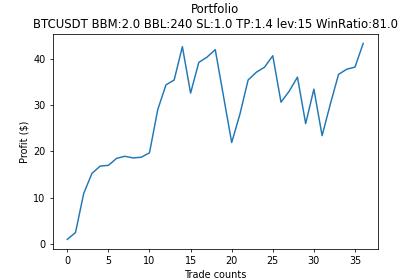 Portfolio
BTCUSDT BBM:2.0 BBL:240 SL:1.0 TP:1.4 lev:15 WinRatio:81.0
Profit ($)
40
30
20
10
0
0 5 10 15 20 25 30 35
Trade counts